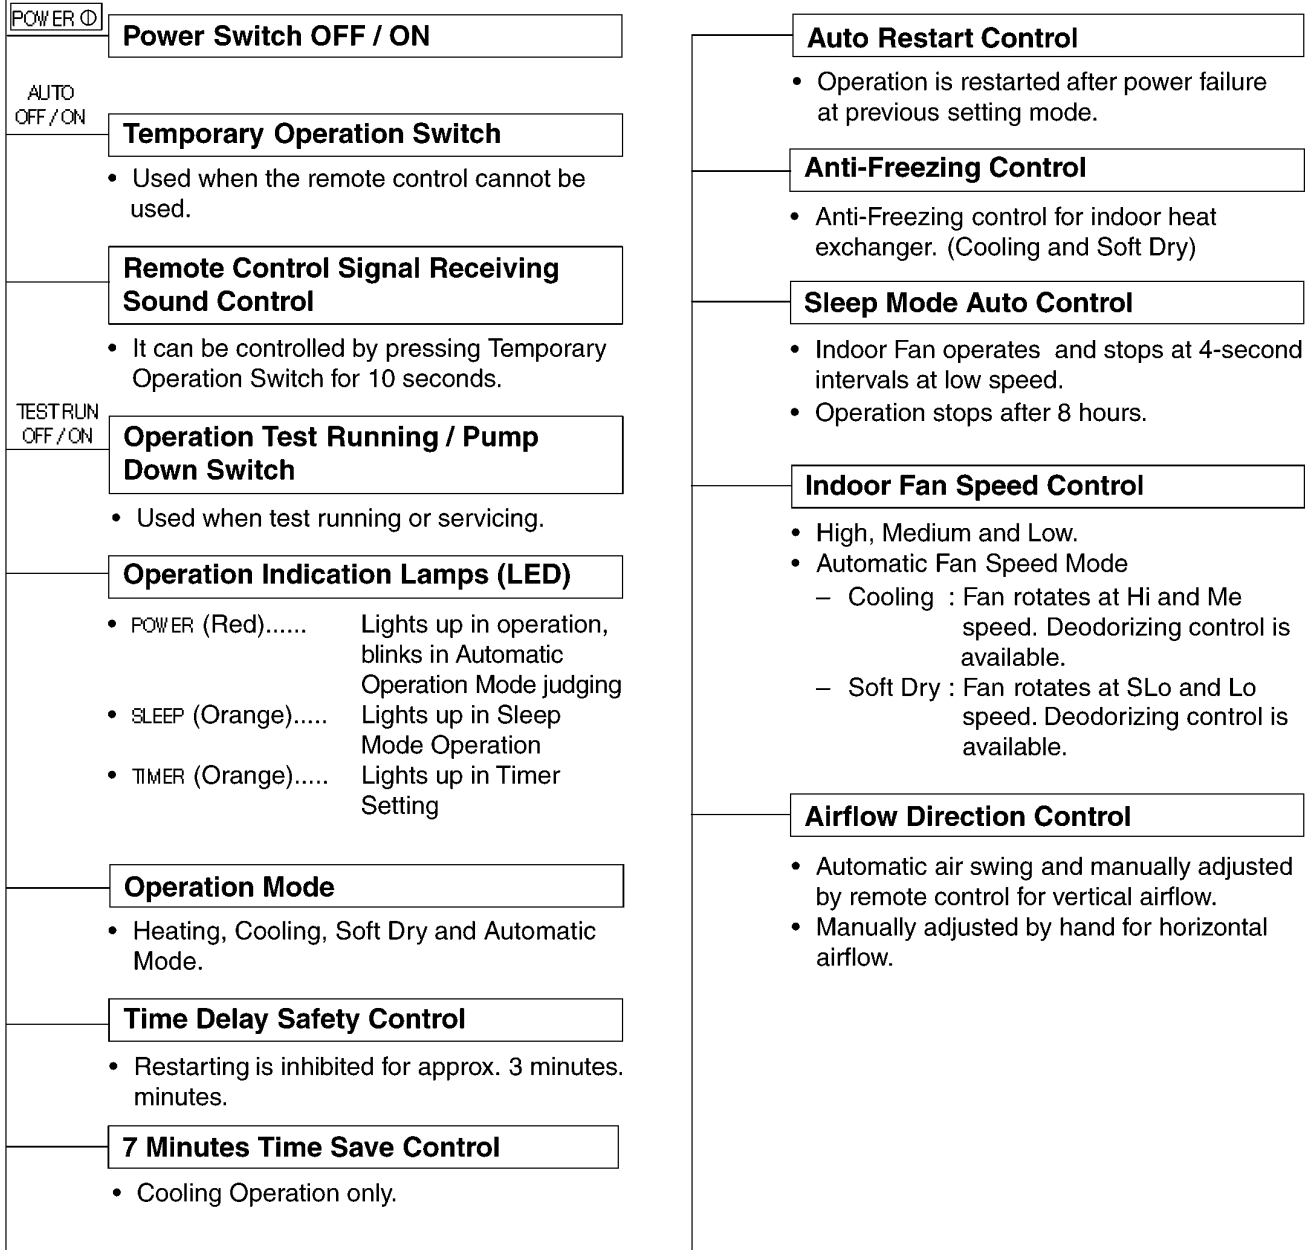 POWER
Power Switch OFF / ON
AUTO
OFF / ON
Temporary Operation Switch
• Used when the remote control cannot be
used.
Remote Control Signal Receiving
Sound Control
• It can be controlled by pressing Temporary
Operation Switch for 10 seconds.
TEST RUN
OFF / ON
Operation Test Running / Pump
Down Switch
• Used when test running or servicing.
Operation Indication Lamps (LED)
• POWER (Red)...... Lights up in operation,
blinks in Automatic
Operation Mode judging
• SLEEP (Orange)..... Lights up in Sleep
Mode Operation
• TIMER (Orange)..... Lights up in Timer
Setting
Operation Mode
• Heating, Cooling, Soft Dry and Automatic
Mode.
Time Delay Safety Control
• Restarting is inhibited for approx. 3 minutes.
minutes.
7 Minutes Time Save Control
• Cooling Operation only.
Auto Restart Control
• Operation is restarted after power failure
at previous setting mode.
Anti-Freezing Control
• Anti-Freezing control for indoor heat
exchanger. (Cooling and Soft Dry)
Sleep Mode Auto Control
• Indoor Fan operates and stops at 4-second
intervals at low speed.
• Operation stops after 8 hours.
Indoor Fan Speed Control
• High, Medium and Low.
• Automatic Fan Speed Mode
– Cooling : Fan rotates at Hi and Me
speed. Deodorizing control is
available.
– Soft Dry : Fan rotates at SLo and Lo
speed. Deodorizing control is
available.
Airflow Direction Control
• Automatic air swing and manually adjusted
by remote control for vertical airflow.
• Manually adjusted by hand for horizontal
airflow.